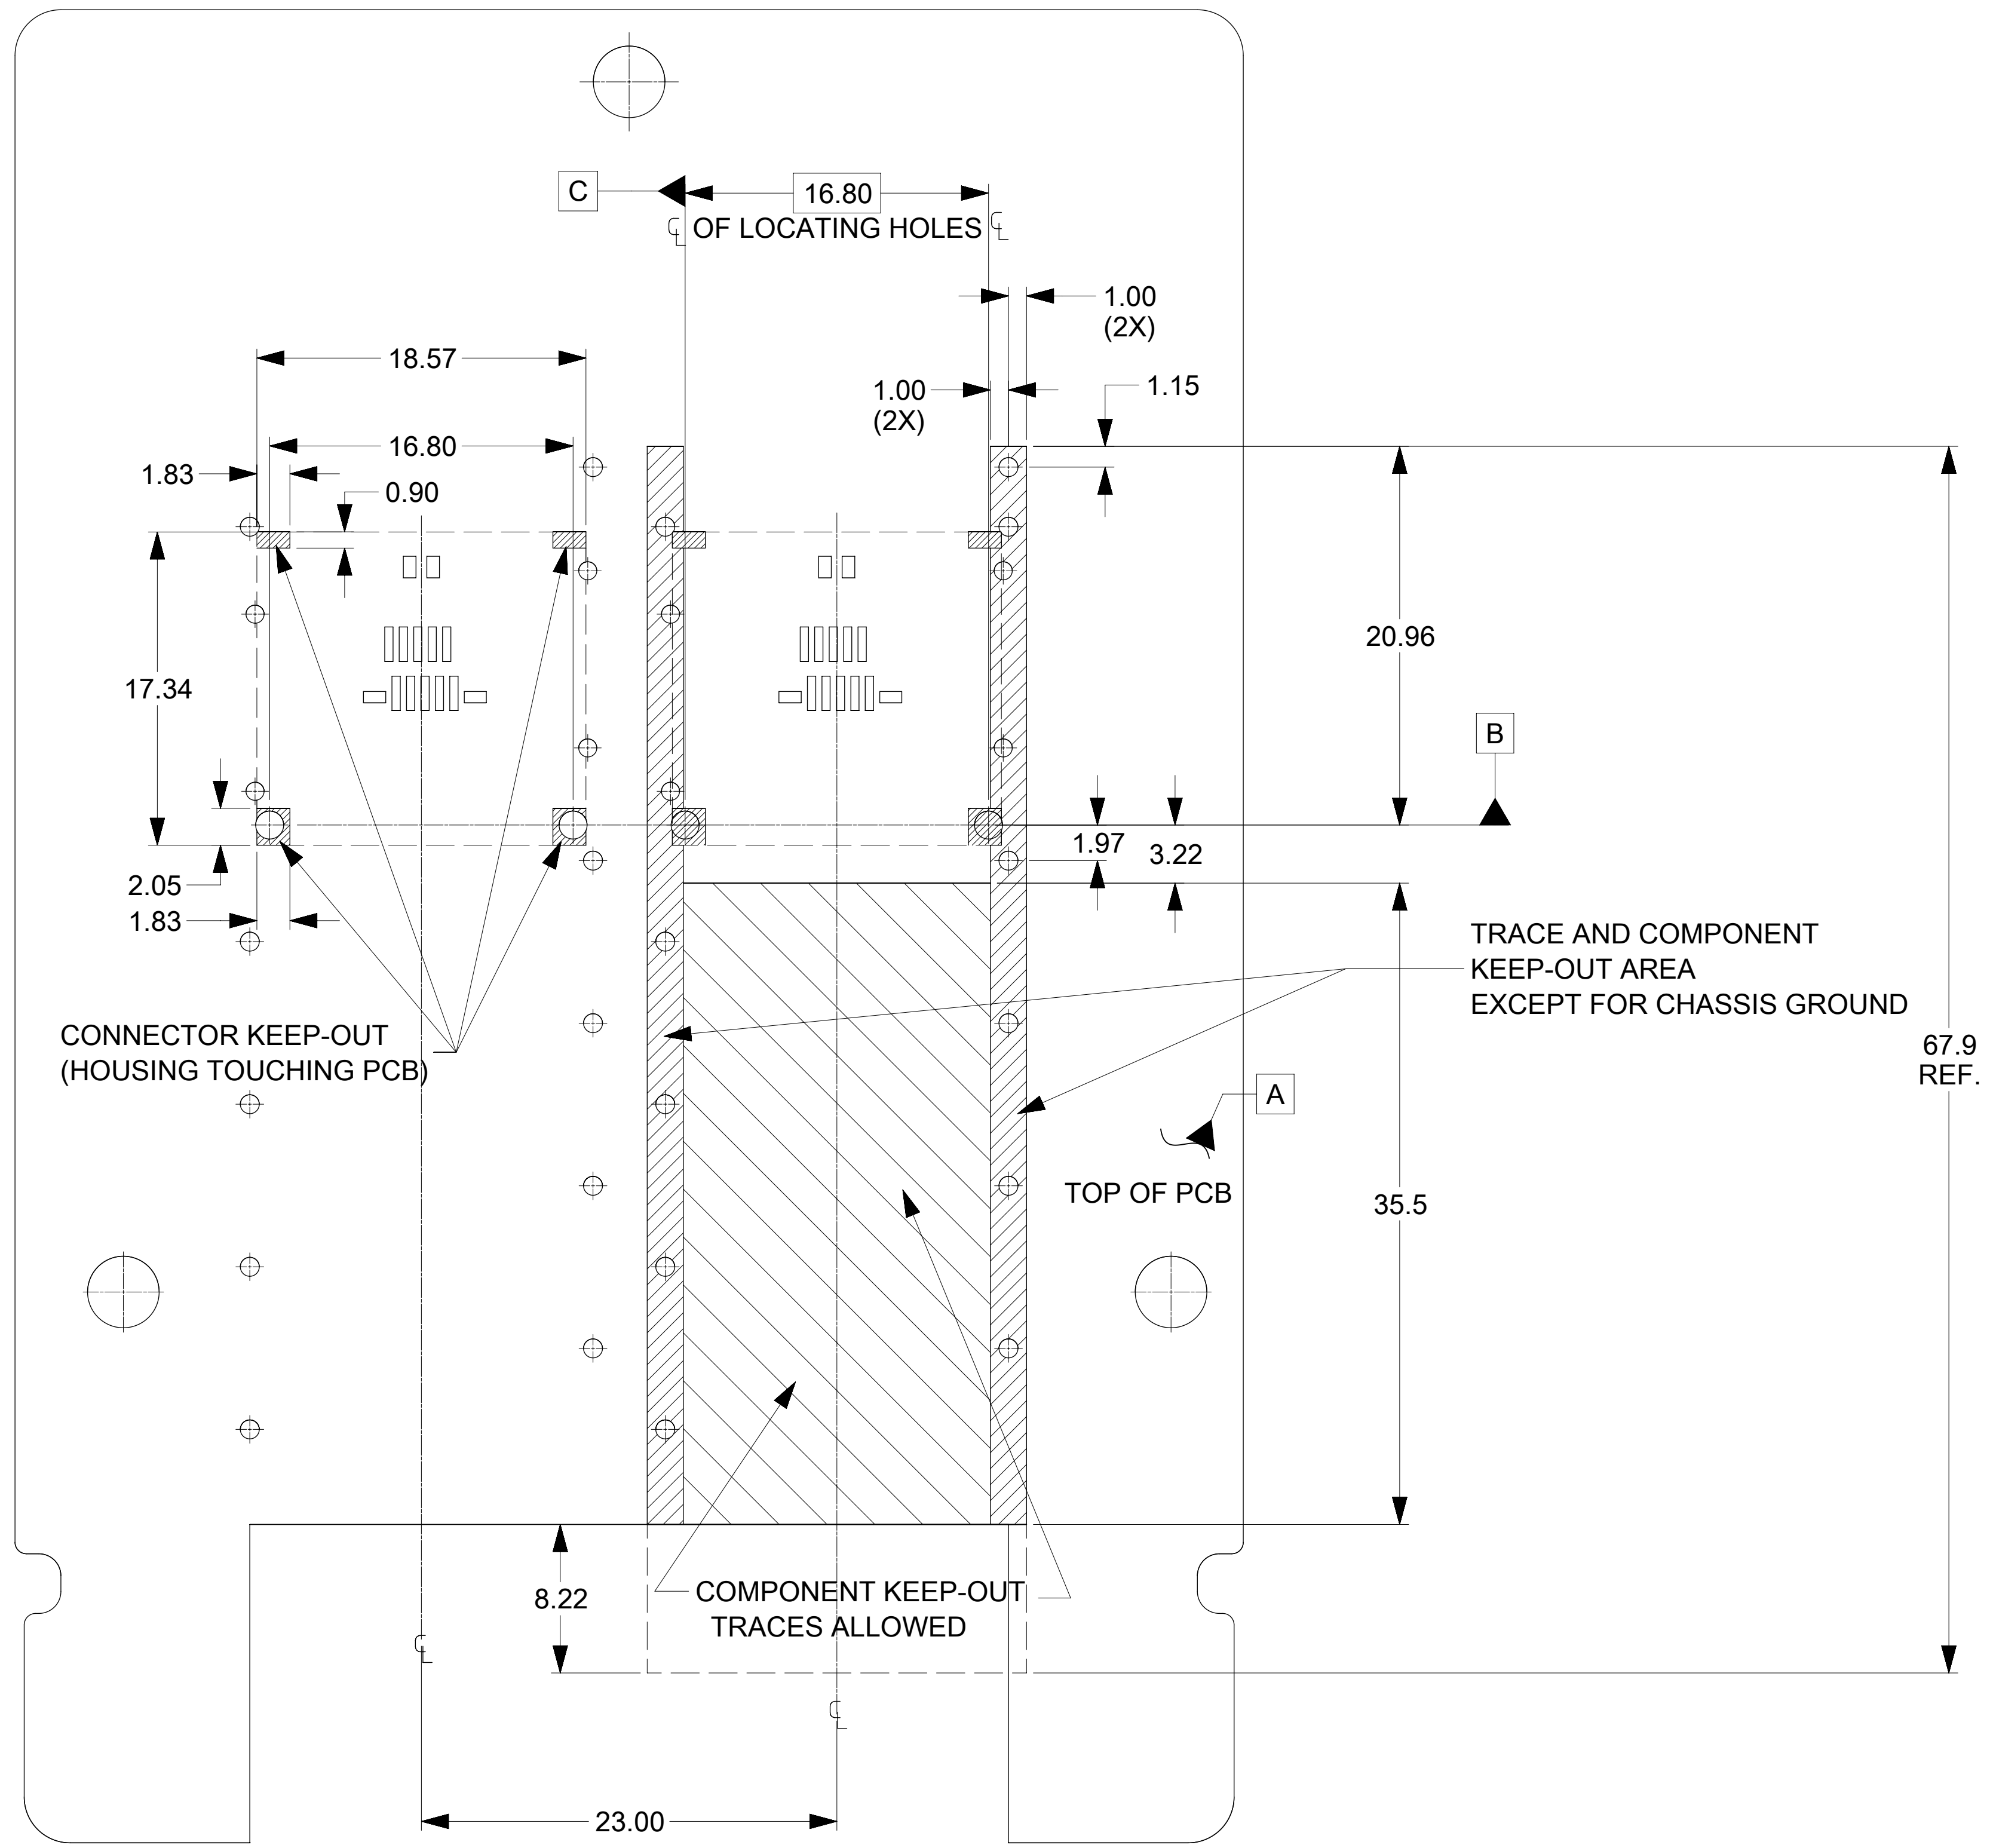 C
16.80
℄ OF LOCATING HOLES ℄
1.00
(2X)
18.57
1.00
(2X)
1.15
16.80
1.83
0.90
20.96
17.34
B
1.97
3.22
2.05
1.83
TRACE AND COMPONENT
KEEP-OUT AREA
EXCEPT FOR CHASSIS GROUND
CONNECTOR KEEP-OUT
(HOUSING TOUCHING PCB)
67.9
REF.
A
TOP OF PCB
35.5
8.22
COMPONENT KEEP-OUT
TRACES ALLOWED
℄
℄
23.00